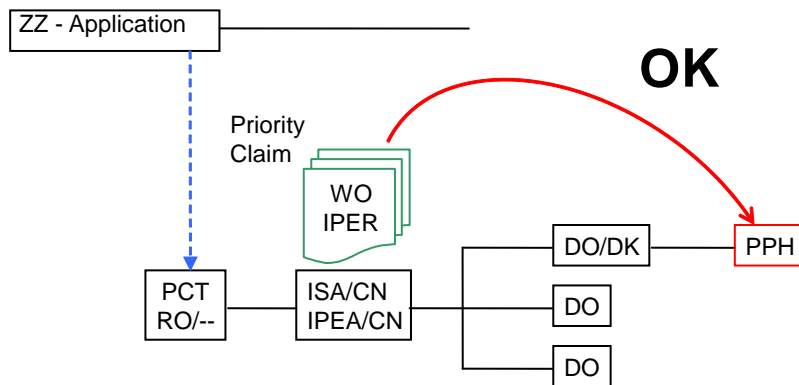 ZZ - Application
OK
Priority
Claim
WO
IPER
DO/DK
PPH
PCT
RO/--
ISA/CN
IPEA/CN
DO
DO